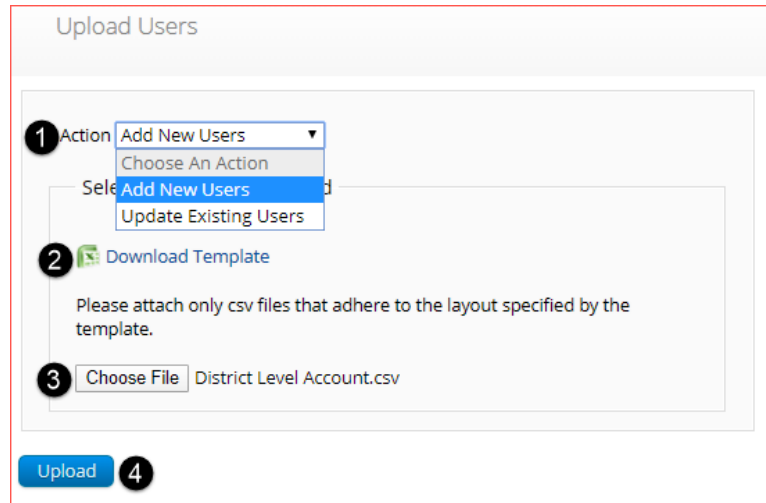 Upload Users
1 Action Add New Users
Choose An Action
Sele Add New Users d
Update Existing Users
2 Download Template
Please attach only csv files that adhere to the layout specified by the
template.
3 Choose File District Level Account.csv
Upload 4